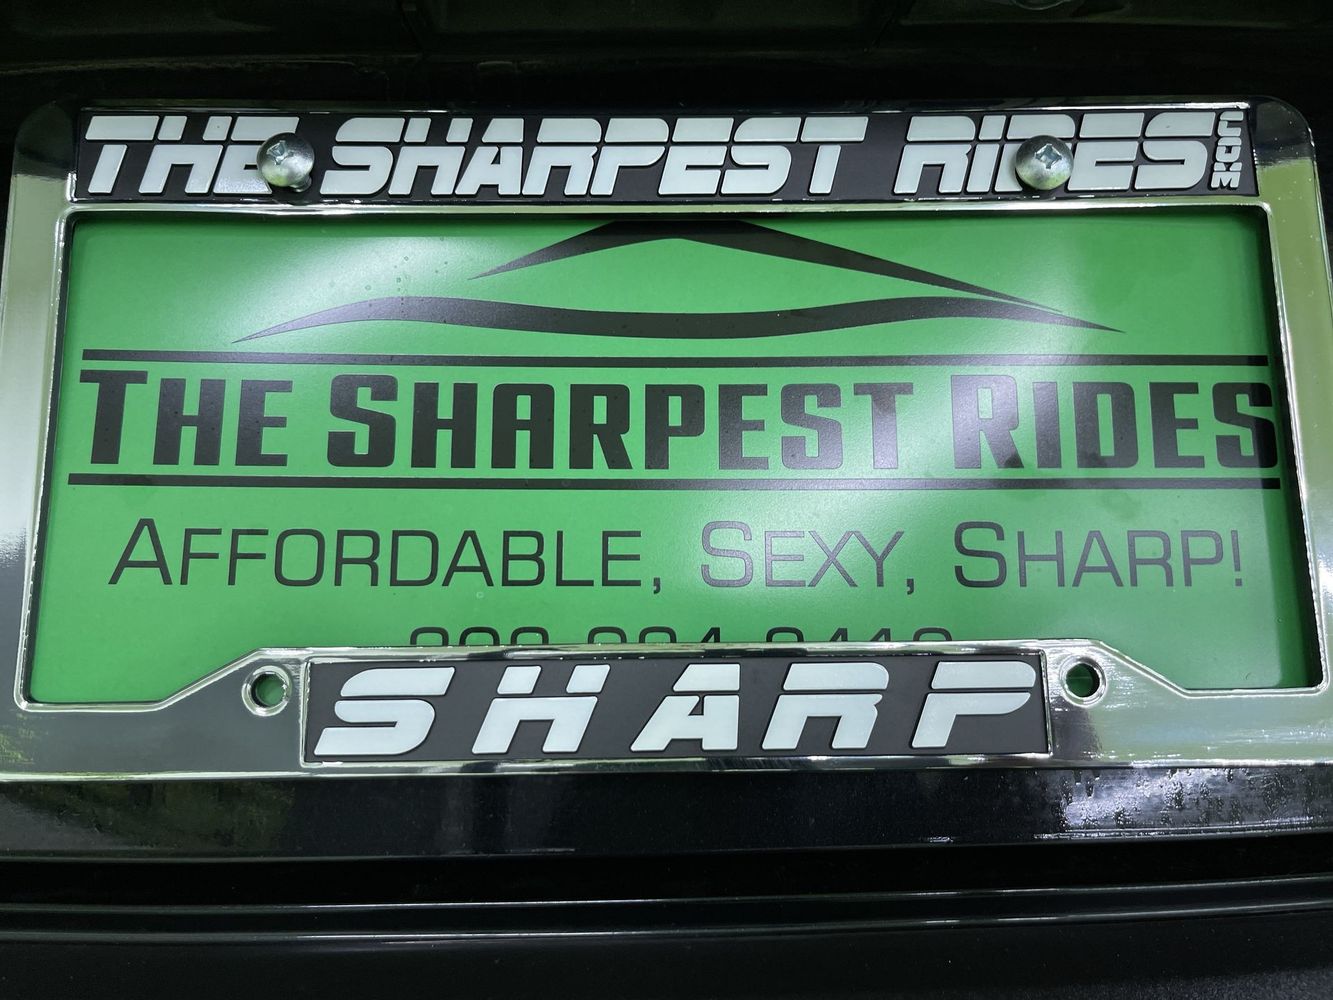 THE SHARPEST RIDES.COM
THE SHARPEST RIDES
AFFORDABLE, SEXY, SHARP!
SHARP